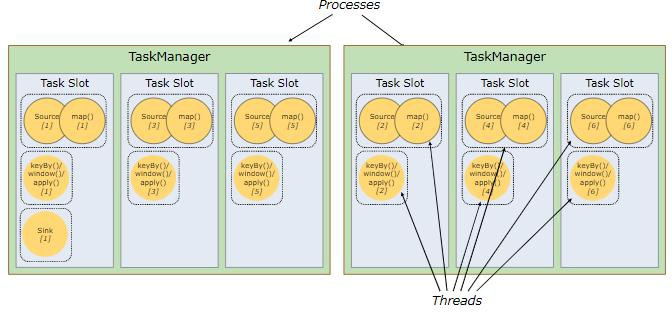 Processes
TaskManager
Task Slot
Source
[1]
map()
[1]
keyBy()/
window()/
apply()
[1]
Sink
[1]
Task Slot
Source
[3]
map()
[3]
keyBy()/
window()/
apply()
[3]
Task Slot
Source
[5]
map()
[5]
keyBy()/
window()/
apply()
[5]
TaskManager
Task Slot
Source
[2]
map()
[2]
keyBy()/
window()/
apply()
[2]
Task Slot
Source
[4]
map()
[4]
keyBy()/
window()/
apply()
[4]
Task Slot
Source
[6]
map()
[6]
keyBy()/
window()/
apply()
[6]
Threads